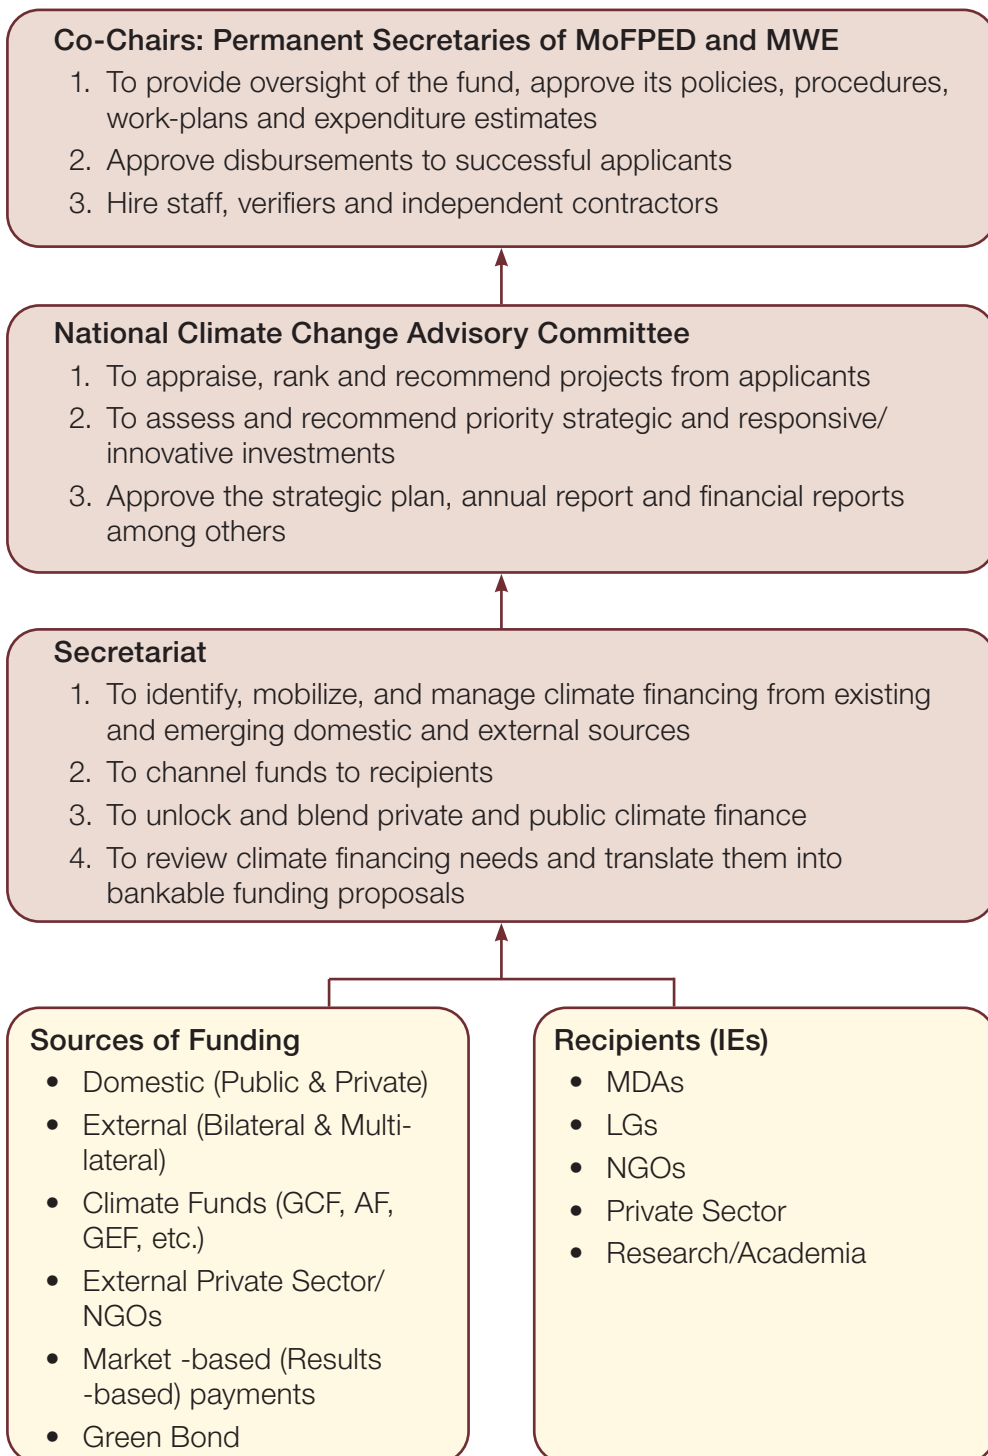 Co-Chairs: Permanent Secretaries of MoFPED and MWE
1. To provide oversight of the fund, approve its policies, procedures,
work-plans and expenditure estimates
2. Approve disbursements to successful applicants
3. Hire staff, verifiers and independent contractors
National Climate Change Advisory Committee
1. To appraise, rank and recommend projects from applicants
2. To assess and recommend priority strategic and responsive/
innovative investments
3. Approve the strategic plan, annual report and financial reports
among others
Secretariat
1. To identify, mobilize, and manage climate financing from existing
and emerging domestic and external sources
2. To channel funds to recipients
3. To unlock and blend private and public climate finance
4. To review climate financing needs and translate them into
bankable funding proposals
Sources of Funding
• Domestic (Public & Private)
• External (Bilateral & Multi-
lateral)
• Climate Funds (GCF, AF,
GEF, etc.)
• External Private Sector/
NGOs
• Market -based (Results
-based) payments
• Green Bond
Recipients (IEs)
• MDAs
• LGs
• NGOs
• Private Sector
• Research/Academia